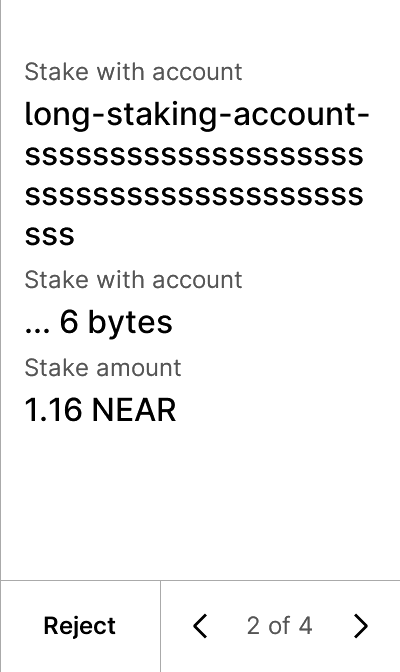 Stake with account
long-staking-account-
ssssssssssssssssssss
ssssssssssssssssssss
sss
Stake with account
... 6 bytes
Stake amount
1.16 NEAR
Reject
2 of 4